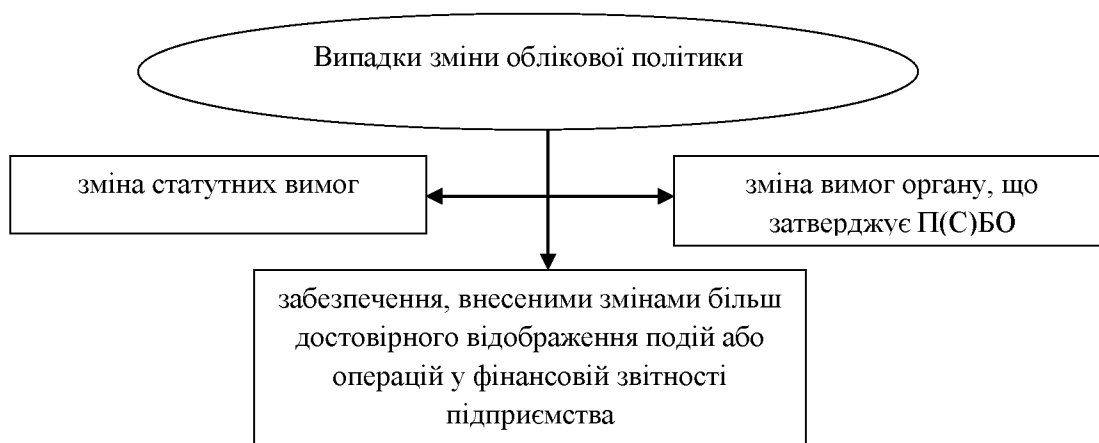 Випадки зміни облікової політики
зміна статутних вимог
зміна вимог органу, що
затверджує П(С)БО
забезпечення, внесеними змінами більш
достовірного відображення подій або
операцій у фінансовій звітності
підприємства